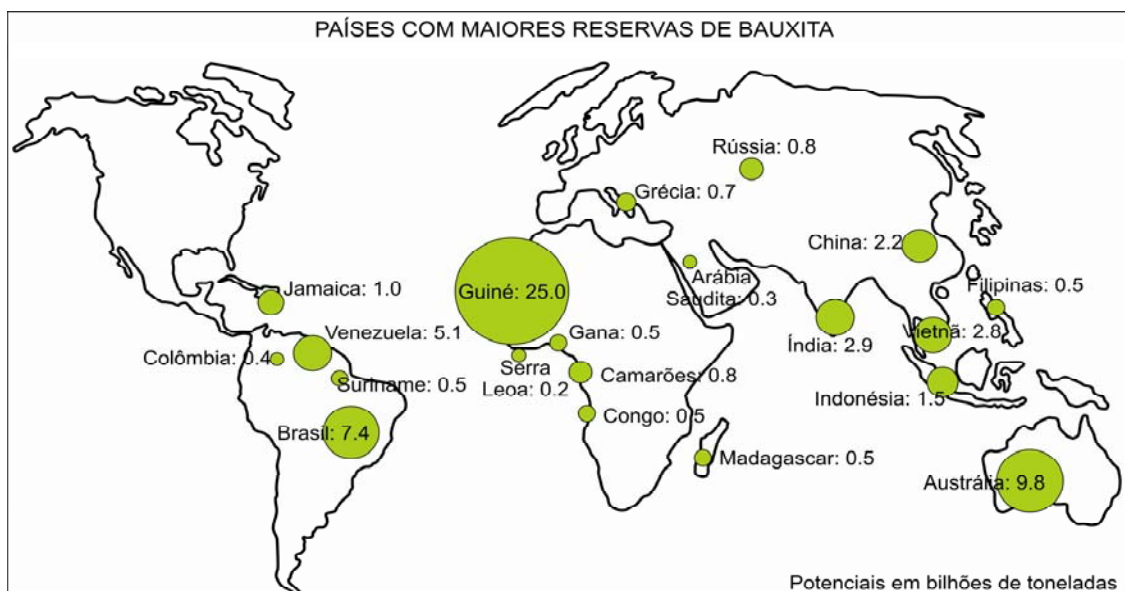 PAÍSES COM MAIORES RESERVAS DE BAUXITA
Rússia: 0.8
Grécia: 0.7
China: 2.2
Arábia
Saudita: 0.3
Filipinas: 0.5
Jamaica: 1.0
Guiné: 25.0
Venezuela: 5.1
Gana: 0.5
Vietnã: 2.8
Índia: 2.9
Colômbia: 0.4
Serra
Leoa: 0.2
Suriname: 0.5
Camarões: 0.8
Indonésia: 1.5
Congo: 0.5
Brasil: 7.4
Madagascar: 0.5
Austrália: 9.8
Potenciais em bilhões de toneladas